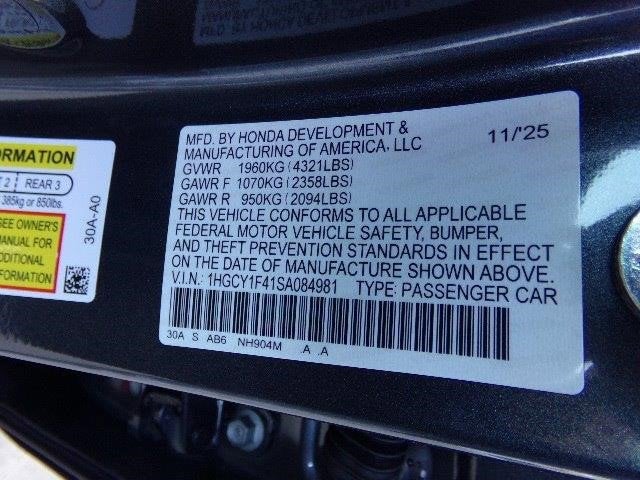 MFD. BY HONDA DEVELOPMENT &
MANUFACTURING OF AMERICA, LLC 11/'25
GVWR 1960KG (4321LBS)
GAWR F 1070KG (2358LBS)
GAWR R 950KG (2094LBS)
THIS VEHICLE CONFORMS TO ALL APPLICABLE
FEDERAL MOTOR VEHICLE SAFETY, BUMPER,
AND THEFT PREVENTION STANDARDS IN EFFECT
ON THE DATE OF MANUFACTURE SHOWN ABOVE.
V.I.N.: 1HGCY1F41SA084981 TYPE: PASSENGER CAR
30A S AB6 NH904M .A .A
ORMATION
T 2 REAR 3
385kg or 850lbs.
SEE OWNER'S
MANUAL FOR
ADDITIONAL
30A-A0